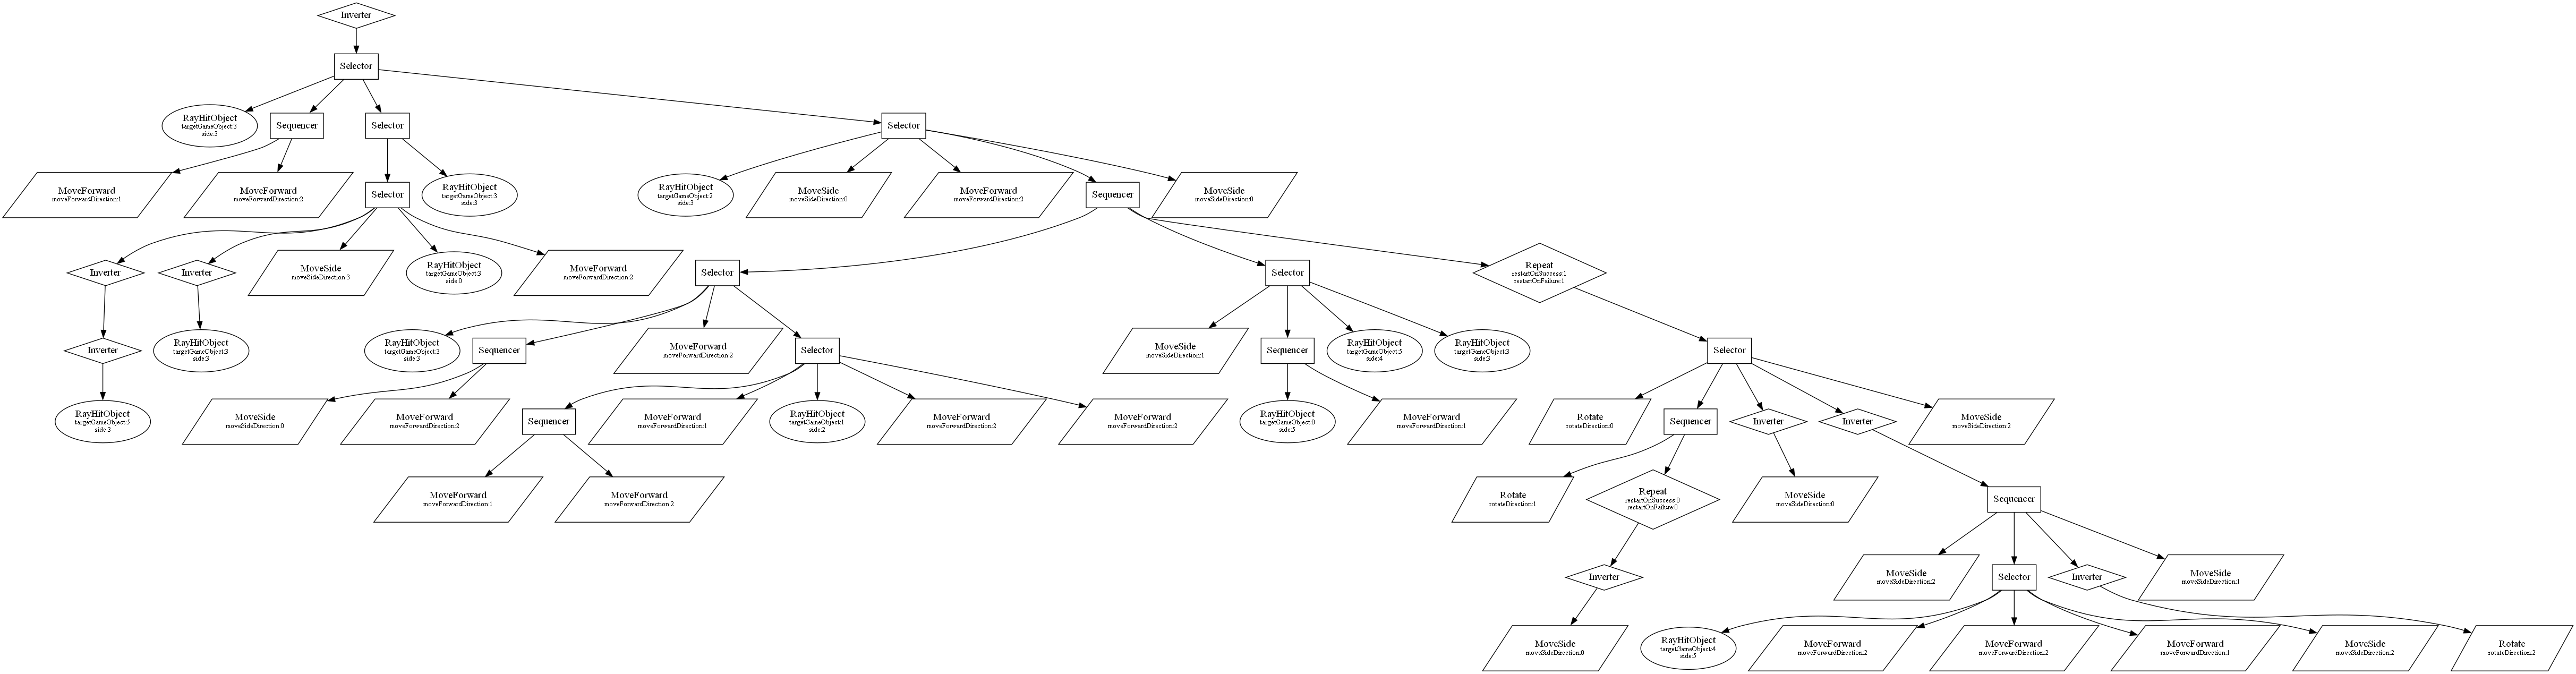 Inverter
Selector
RayHitObject
targetGameObject:3
side:3
Sequencer
Selector
Selector
MoveForward
moveForwardDirection:1
MoveForward
moveForwardDirection:2
Selector
RayHitObject
targetGameObject:3
side:3
RayHitObject
targetGameObject:2
side:3
MoveSide
moveSideDirection:0
MoveForward
moveForwardDirection:2
Sequencer
MoveSide
moveSideDirection:0
Inverter
Inverter
MoveSide
moveSideDirection:3
RayHitObject
targetGameObject:3
side:0
MoveForward
moveForwardDirection:2
Selector
Selector
Repeat
restartOnSuccess:1
restartOnFailure:1
Inverter
RayHitObject
targetGameObject:3
side:3
RayHitObject
targetGameObject:3
side:3
Sequencer
MoveForward
moveForwardDirection:2
Selector
MoveSide
moveSideDirection:1
Sequencer
RayHitObject
targetGameObject:5
side:4
RayHitObject
targetGameObject:3
side:3
Selector
RayHitObject
targetGameObject:5
side:3
MoveSide
moveSideDirection:0
MoveForward
moveForwardDirection:2
Sequencer
MoveForward
moveForwardDirection:1
RayHitObject
targetGameObject:1
side:2
MoveForward
moveForwardDirection:2
MoveForward
moveForwardDirection:2
RayHitObject
targetGameObject:0
side:5
MoveForward
moveForwardDirection:1
Rotate
rotateDirection:0
Sequencer
Inverter
Inverter
MoveSide
moveSideDirection:2
MoveForward
moveForwardDirection:1
MoveForward
moveForwardDirection:2
Rotate
rotateDirection:1
Repeat
restartOnSuccess:0
restartOnFailure:0
MoveSide
moveSideDirection:0
Sequencer
Inverter
MoveSide
moveSideDirection:2
Selector
Inverter
MoveSide
moveSideDirection:1
MoveSide
moveSideDirection:0
RayHitObject
targetGameObject:4
side:5
MoveForward
moveForwardDirection:2
MoveForward
moveForwardDirection:2
MoveForward
moveForwardDirection:1
MoveSide
moveSideDirection:2
Rotate
rotateDirection:2